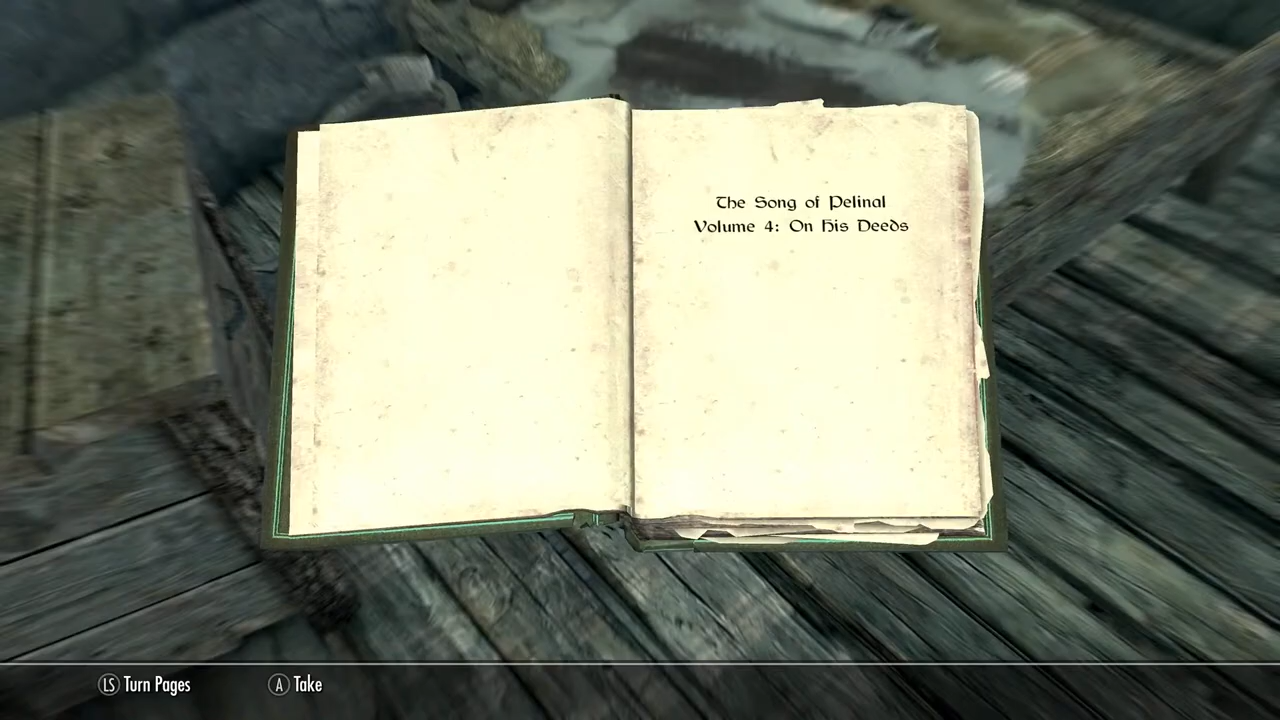 The Song of Pelinal
Volume 4: On His Deeds
LS Turn Pages
A Take